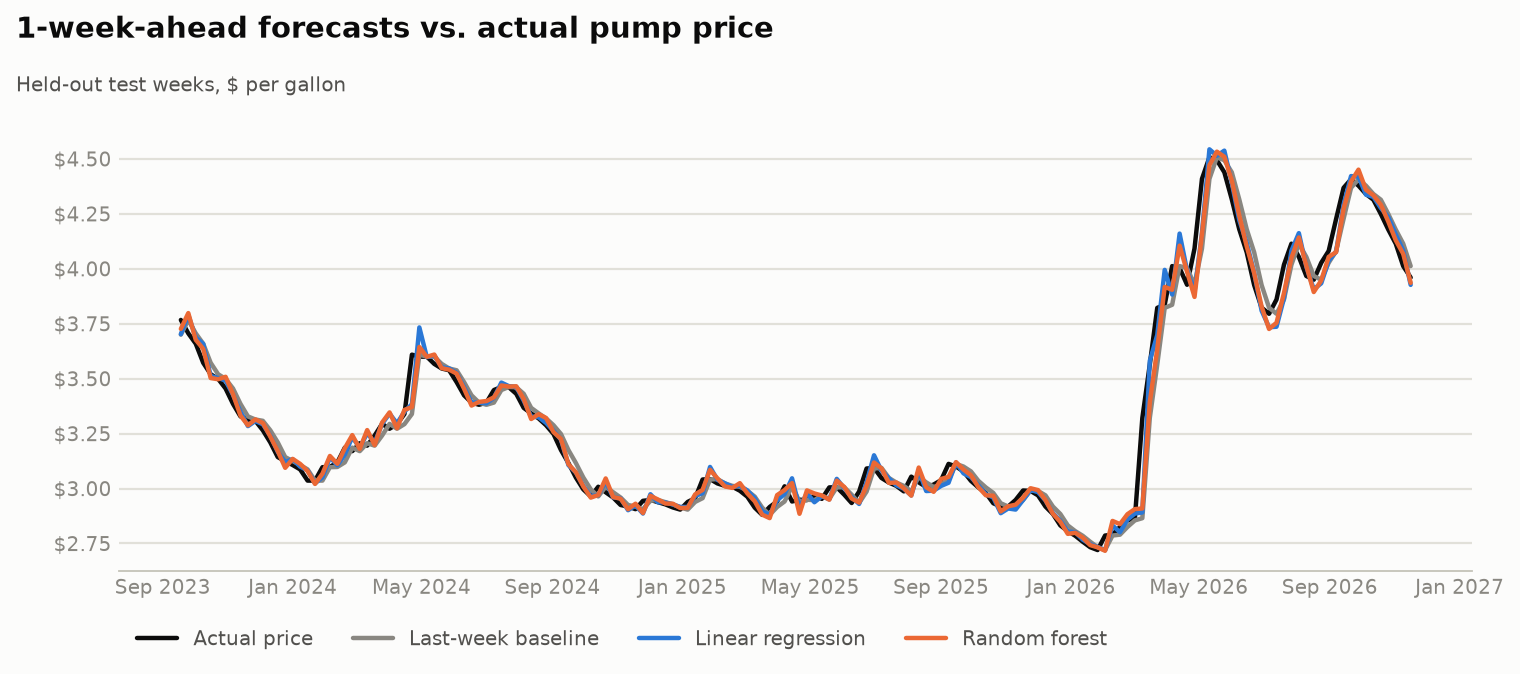 1-week-ahead forecasts vs. actual pump price
Held-out test weeks, $ per gallon
$4.50
$4.25
$4.00
$3.75
$3.50
$3.25
$3.00
$2.75
Sep 2023 Jan 2024 May 2024 Sep 2024 Jan 2025 May 2025 Sep 2025 Jan 2026 May 2026 Sep 2026 Jan 2027
Actual price Last-week baseline Linear regression Random forest